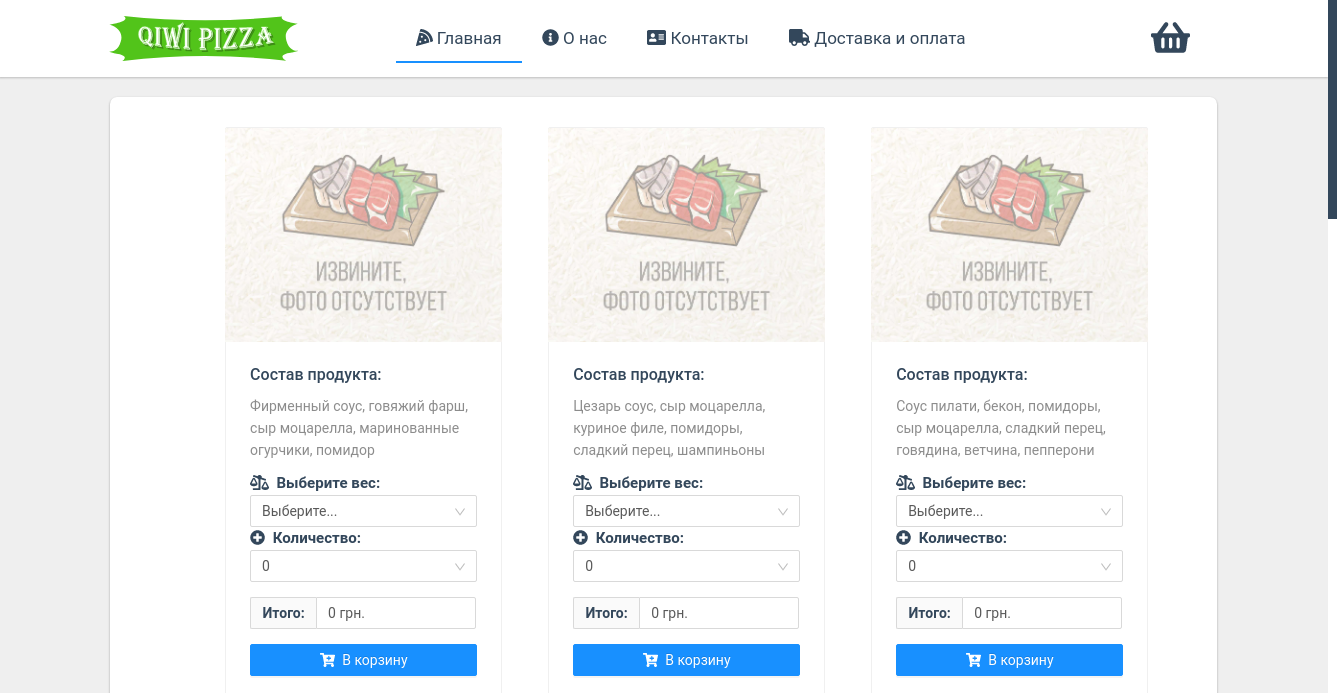 QIWI PIZZA
Главная
О нас
Контакты
Доставка и оплата
ИЗВИНИТЕ,
ФОТО ОТСУТСТВУЕТ
Состав продукта:
Фирменный соус, говяжий фарш,
сыр моцарелла, маринованные
огурчики, помидор
Выберите вес:
Выберите...
Количество:
0
Итого: 0 грн.
В корзину
ИЗВИНИТЕ,
ФОТО ОТСУТСТВУЕТ
Состав продукта:
Цезарь соус, сыр моцарелла,
куриное филе, помидоры,
сладкий перец, шампиньоны
Выберите вес:
Выберите...
Количество:
0
Итого: 0 грн.
В корзину
ИЗВИНИТЕ,
ФОТО ОТСУТСТВУЕТ
Состав продукта:
Соус пилати, бекон, помидоры,
сыр моцарелла, сладкий перец,
говядина, ветчина, пепперони
Выберите вес:
Выберите...
Количество:
0
Итого: 0 грн.
В корзину